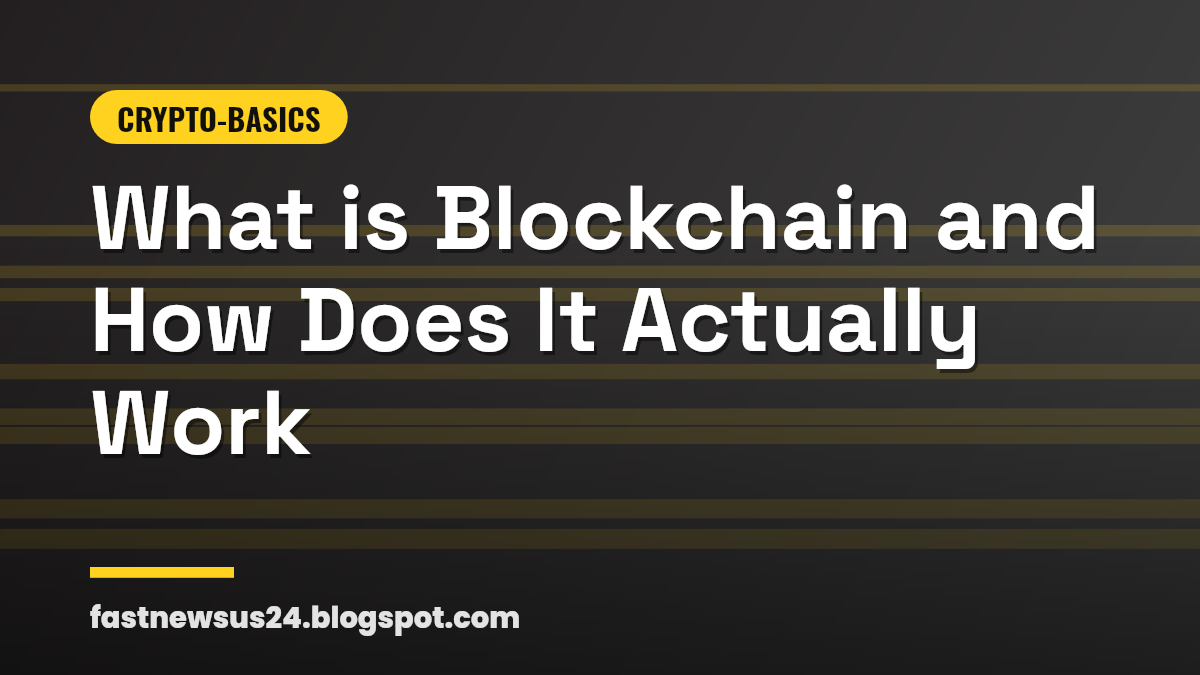 CRYPTO-BASICS
What is Blockchain and
How Does It Actually
Work
fastnewsus24.blogspot.com